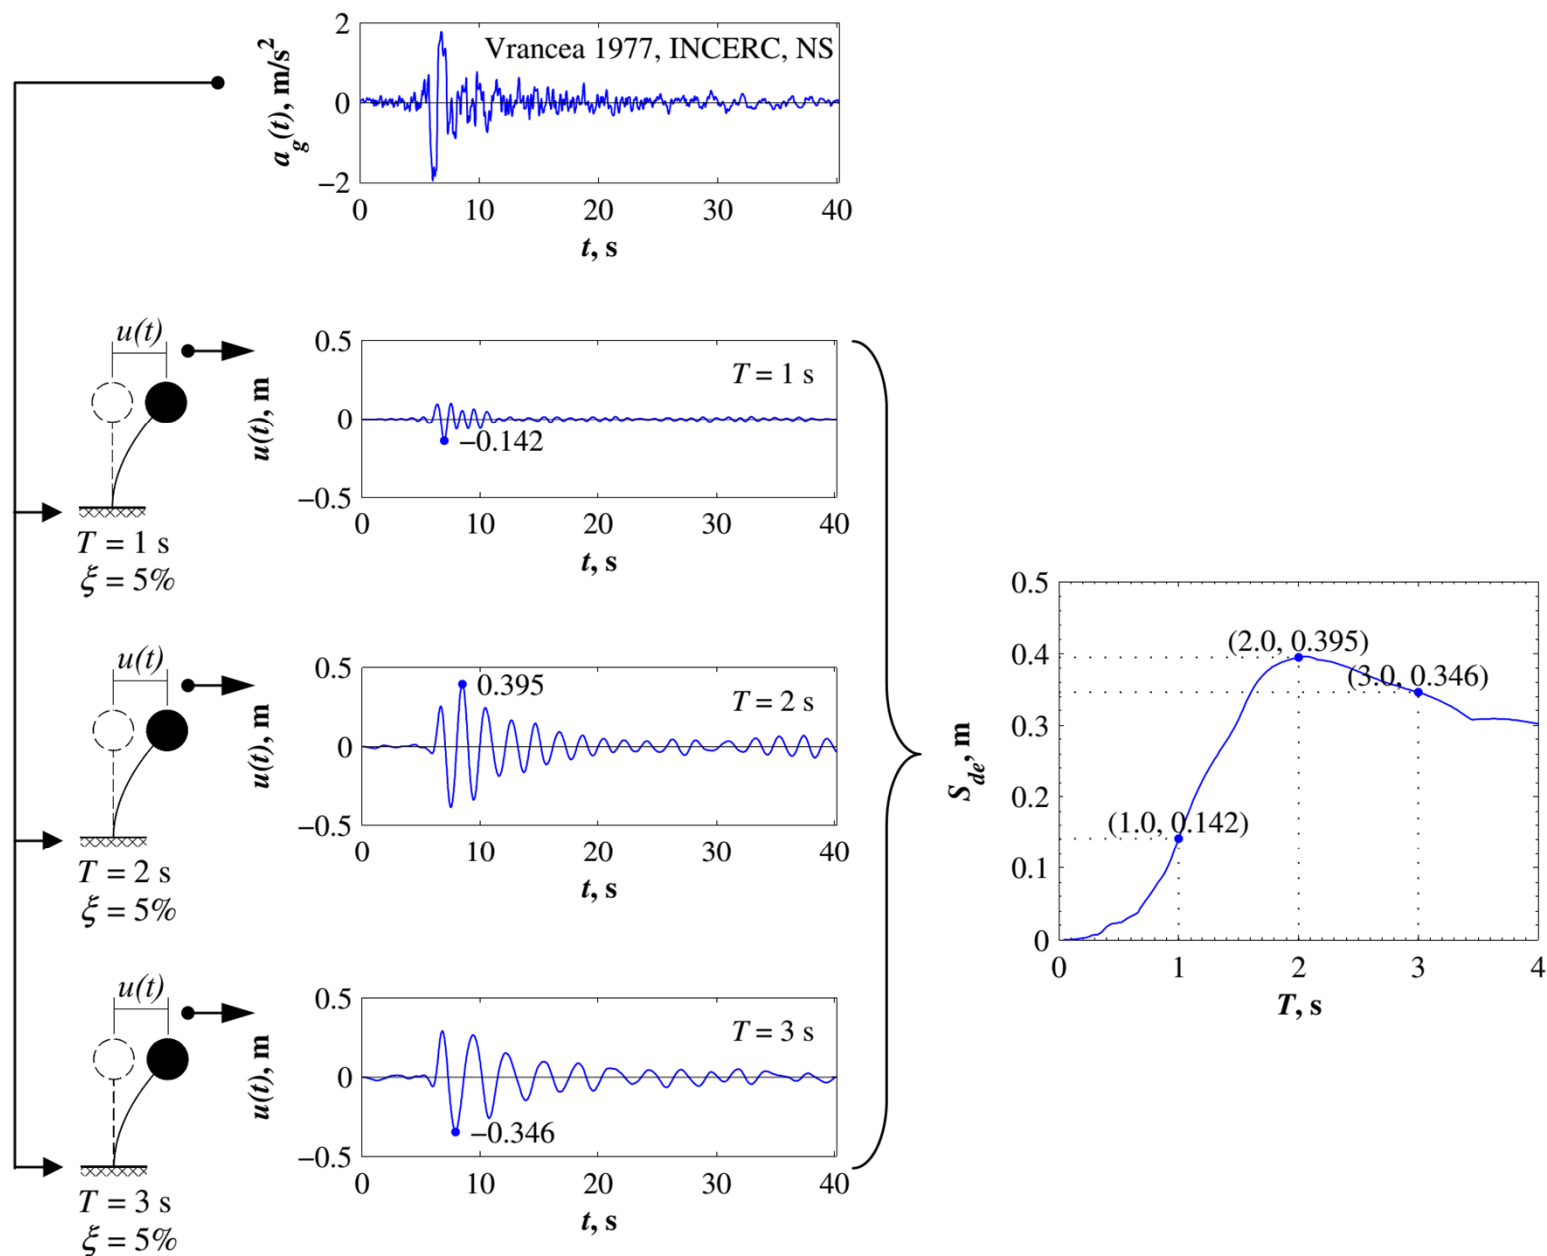 2
Vrancea 1977, INCERC, NS
0
−2
a_g(t), m/s²
0 10 20 30 40
t, s
u(t)
T = 1 s
ξ = 5%
0.5
T = 1 s
0
−0.142
−0.5
u(t), m
0 10 20 30 40
t, s
u(t)
T = 2 s
ξ = 5%
0.5
0.395
T = 2 s
0
−0.5
u(t), m
0 10 20 30 40
t, s
u(t)
T = 3 s
ξ = 5%
0.5
T = 3 s
0
−0.346
−0.5
u(t), m
0 10 20 30 40
t, s
0.5
(2.0, 0.395)
0.4
(3.0, 0.346)
0.3
0.2
(1.0, 0.142)
0.1
0
S_de, m
0 1 2 3 4
T, s